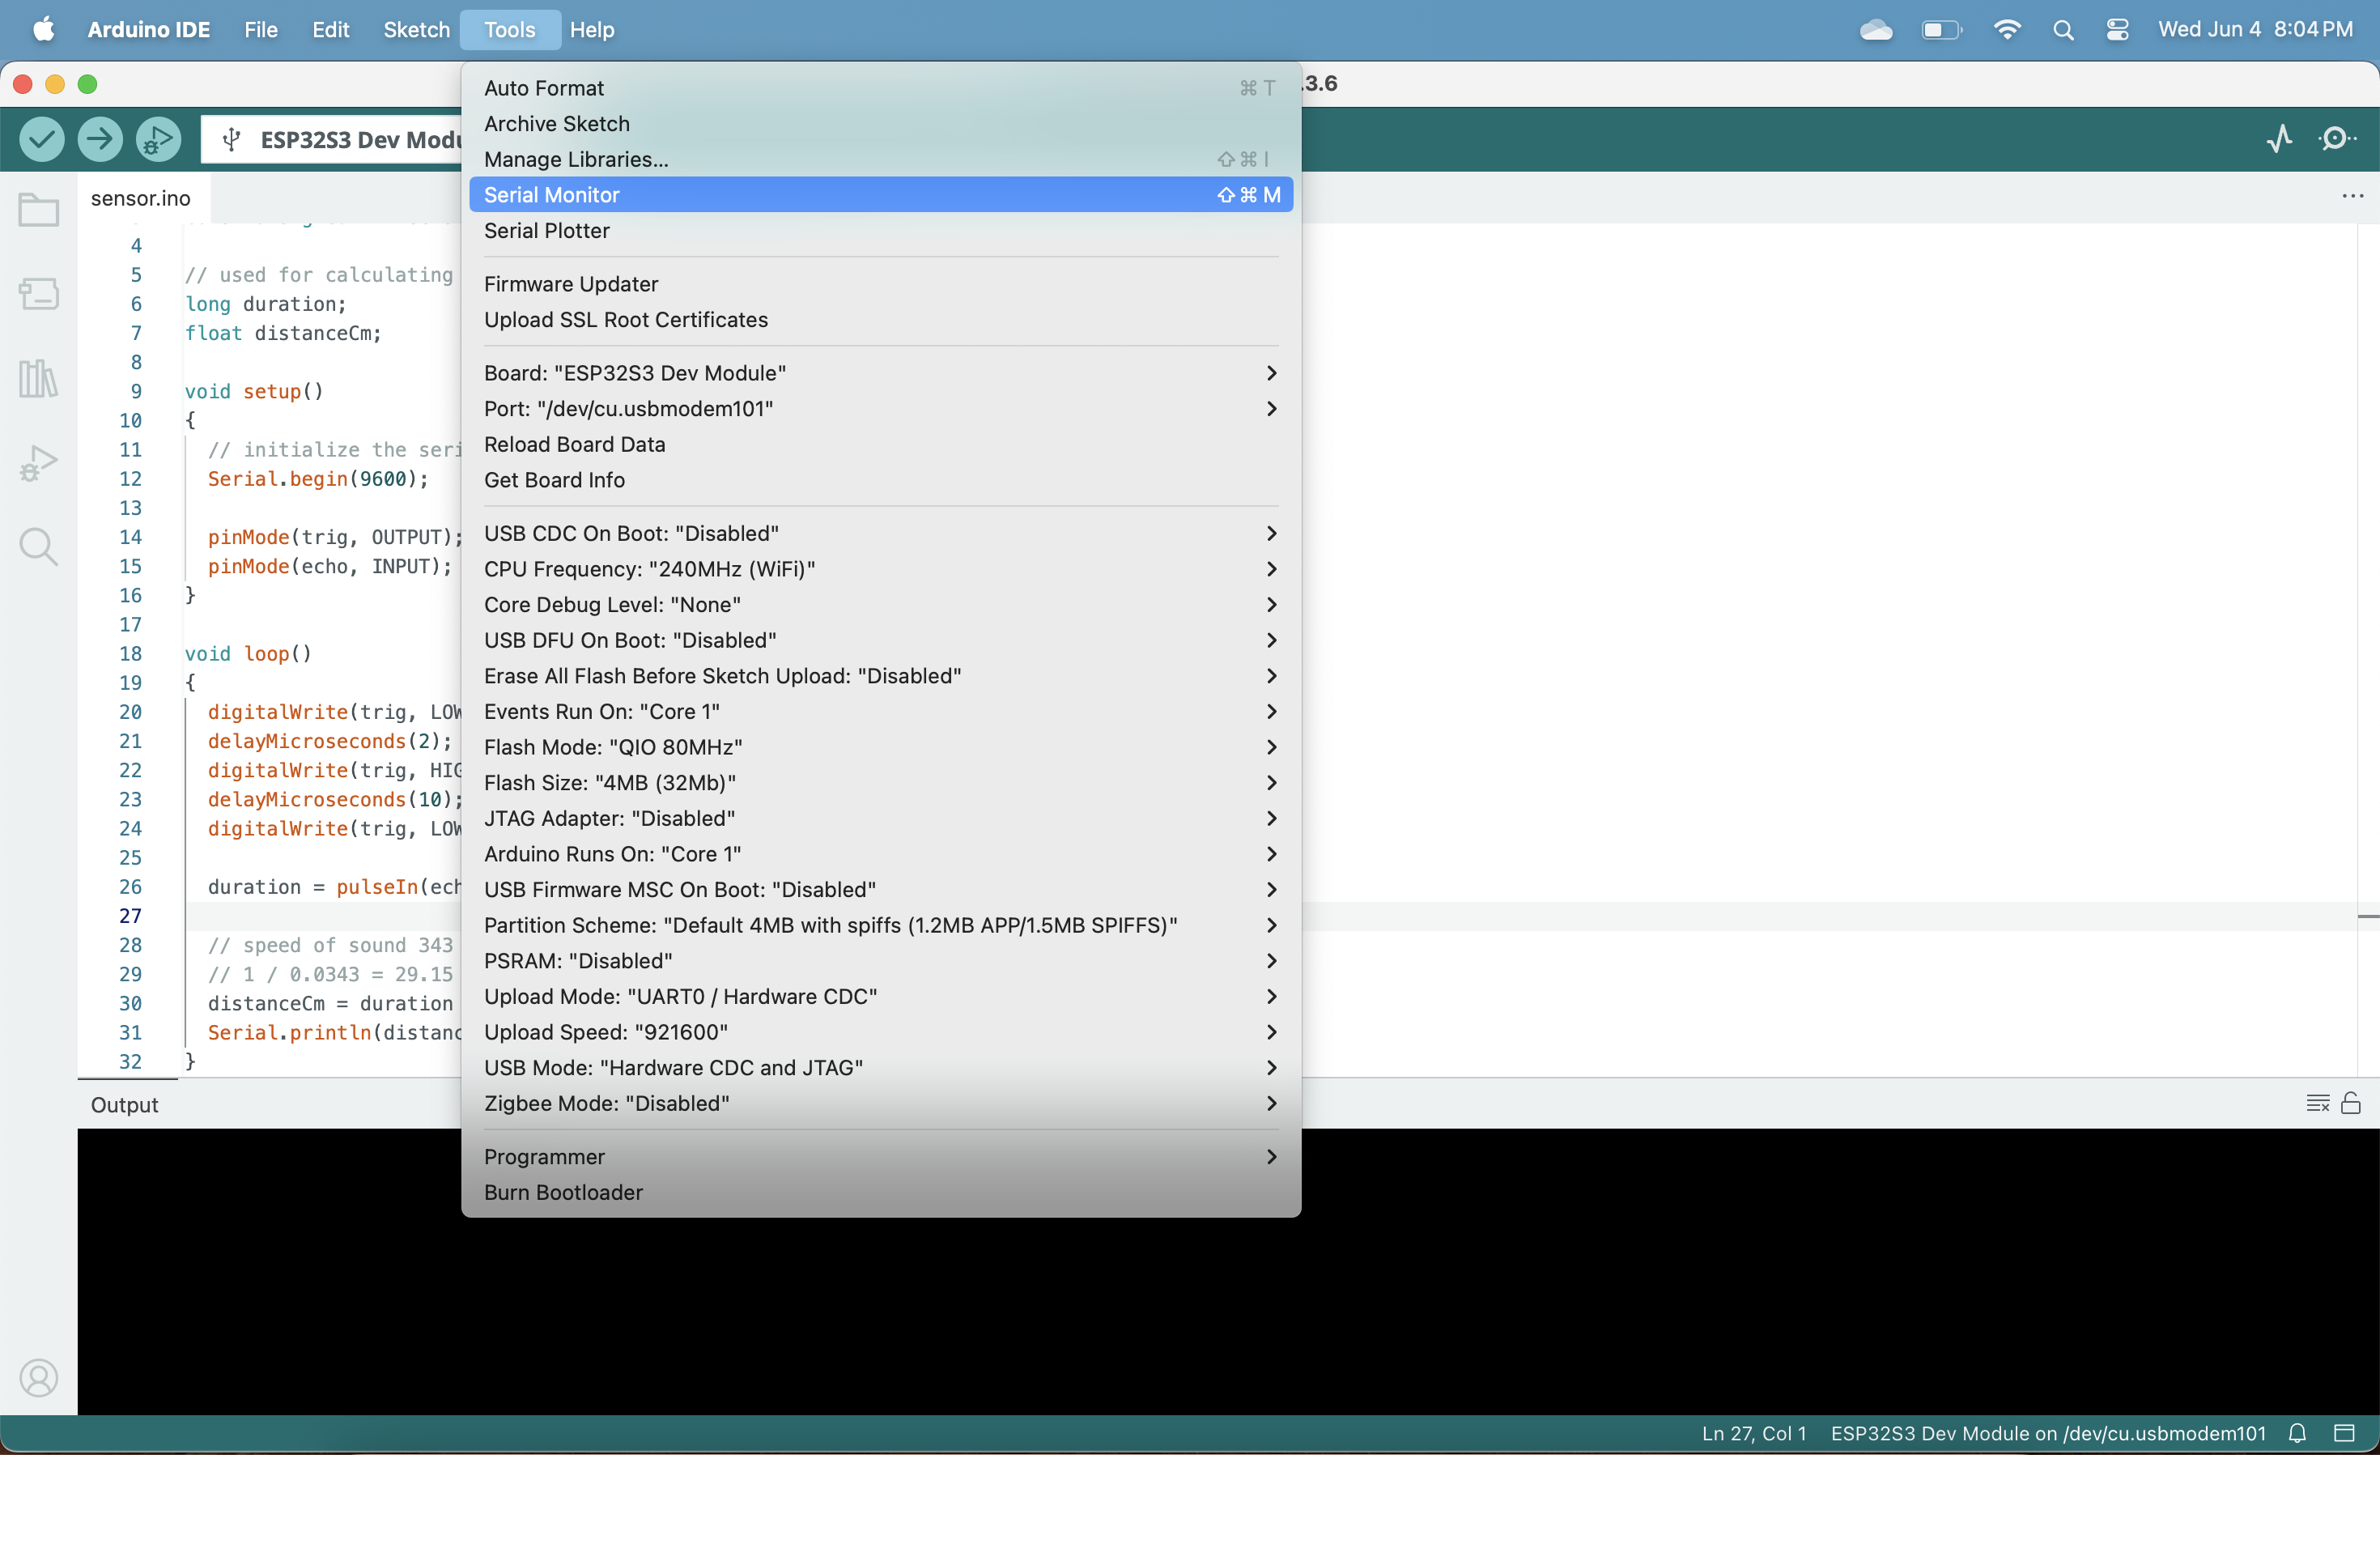 Arduino IDE File Edit Sketch Tools Help Wed Jun 4 8:04 PM
.3.6
ESP32S3 Dev Modu
sensor.ino
4
5 // used for calculating
6 long duration;
7 float distanceCm;
8
9 void setup()
10 {
11 // initialize the seri
12 Serial.begin(9600);
13
14 pinMode(trig, OUTPUT);
15 pinMode(echo, INPUT);
16 }
17
18 void loop()
19 {
20 digitalWrite(trig, LOW
21 delayMicroseconds(2);
22 digitalWrite(trig, HIG
23 delayMicroseconds(10);
24 digitalWrite(trig, LOW
25
26 duration = pulseIn(ech
27
28 // speed of sound 343
29 // 1 / 0.0343 = 29.15
30 distanceCm = duration
31 Serial.println(distanc
32 }
Auto Format ⌘ T
Archive Sketch
Manage Libraries... ⇧ ⌘ I
Serial Monitor ⇧ ⌘ M
Serial Plotter
Firmware Updater
Upload SSL Root Certificates
Board: "ESP32S3 Dev Module"
Port: "/dev/cu.usbmodem101"
Reload Board Data
Get Board Info
USB CDC On Boot: "Disabled"
CPU Frequency: "240MHz (WiFi)"
Core Debug Level: "None"
USB DFU On Boot: "Disabled"
Erase All Flash Before Sketch Upload: "Disabled"
Events Run On: "Core 1"
Flash Mode: "QIO 80MHz"
Flash Size: "4MB (32Mb)"
JTAG Adapter: "Disabled"
Arduino Runs On: "Core 1"
USB Firmware MSC On Boot: "Disabled"
Partition Scheme: "Default 4MB with spiffs (1.2MB APP/1.5MB SPIFFS)"
PSRAM: "Disabled"
Upload Mode: "UART0 / Hardware CDC"
Upload Speed: "921600"
USB Mode: "Hardware CDC and JTAG"
Zigbee Mode: "Disabled"
Programmer
Burn Bootloader
Output
Ln 27, Col 1 ESP32S3 Dev Module on /dev/cu.usbmodem101